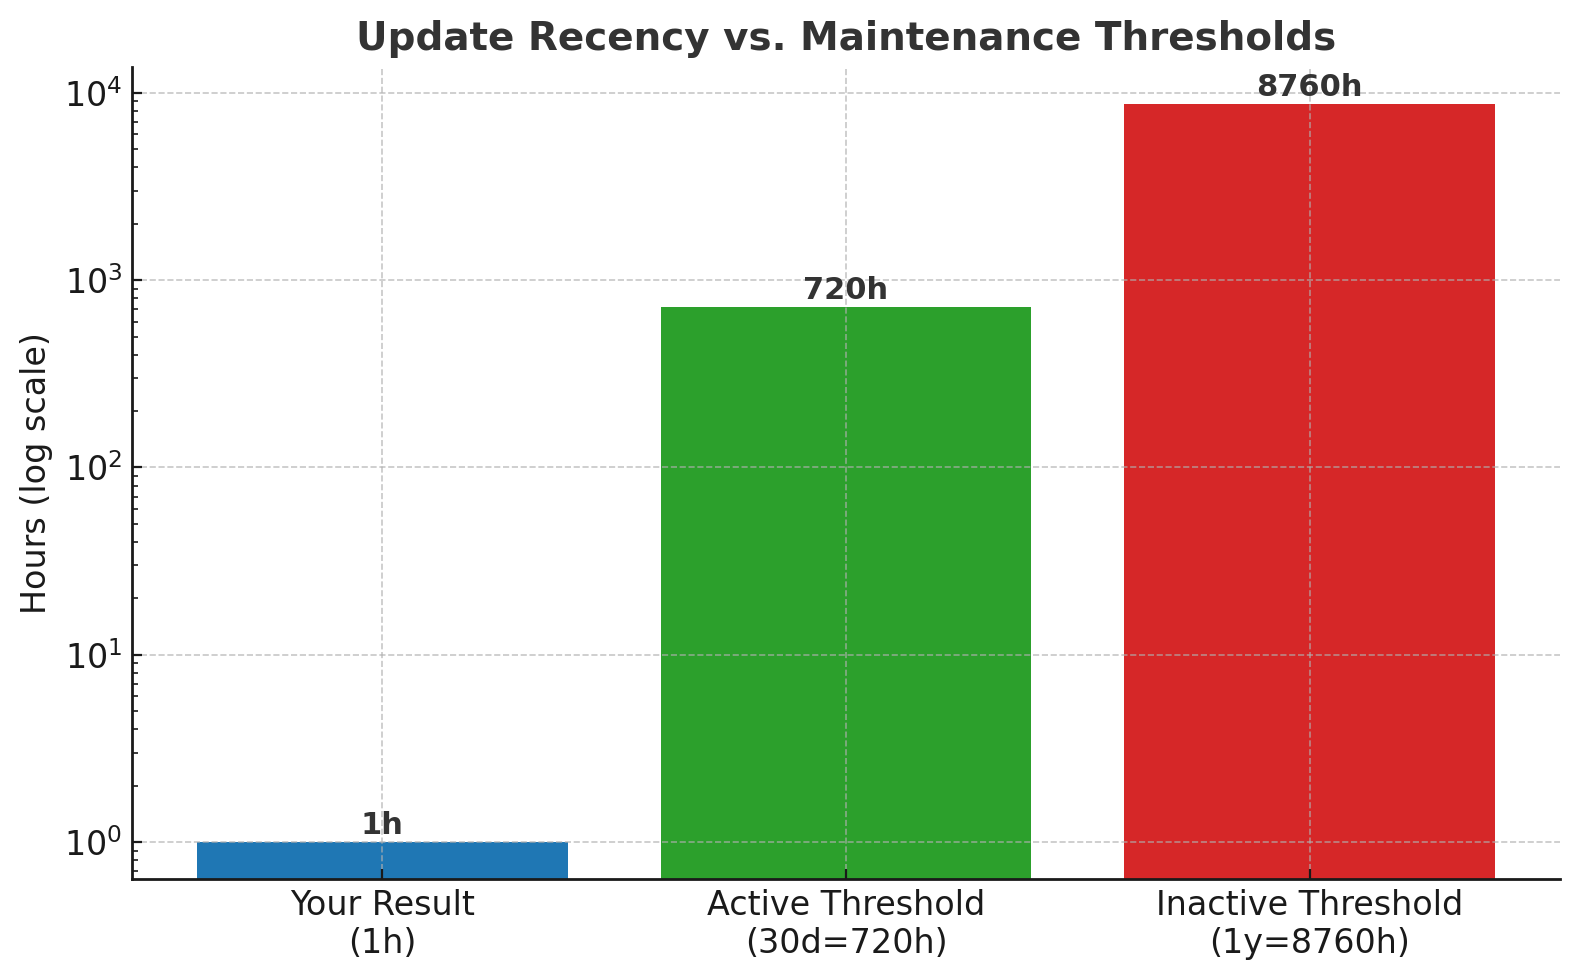 Update Recency vs. Maintenance Thresholds
Hours (log scale)
10⁴
10³
10²
10¹
10⁰
1h
720h
8760h
Your Result
(1h)
Active Threshold
(30d=720h)
Inactive Threshold
(1y=8760h)